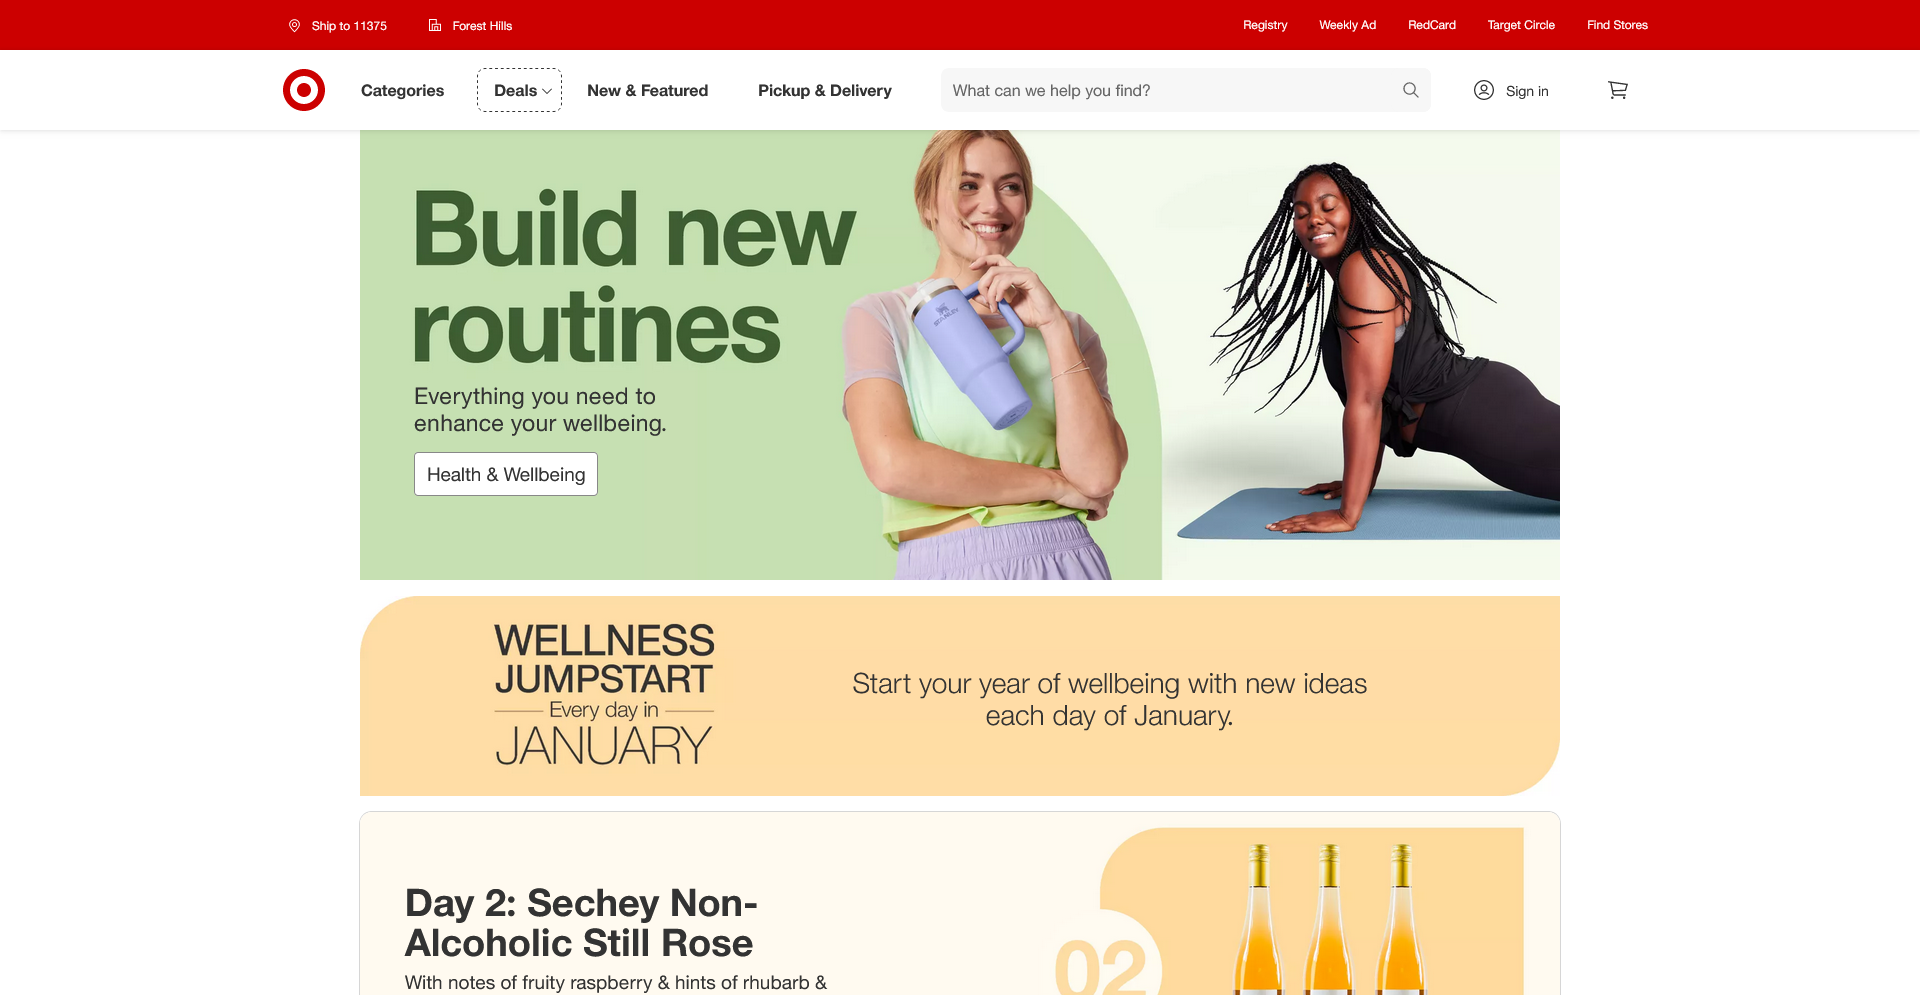 Ship to 11375
Forest Hills
Registry
Weekly Ad
RedCard
Target Circle
Find Stores
Categories
Deals
New & Featured
Pickup & Delivery
What can we help you find?
Sign in
Build new
routines
Everything you need to
enhance your wellbeing.
Health & Wellbeing
STANLEY
WELLNESS
JUMPSTART
Every day in
JANUARY
Start your year of wellbeing with new ideas
each day of January.
Day 2: Sechey Non-
Alcoholic Still Rose
With notes of fruity raspberry & hints of rhubarb &
02